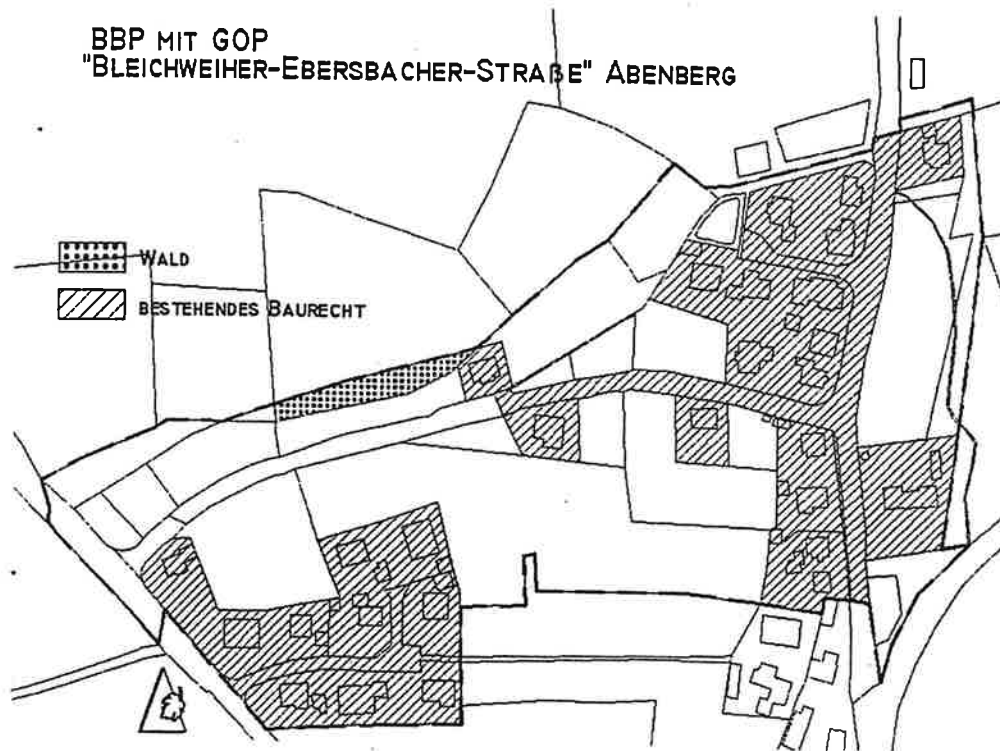 BBP MIT GOP
"BLEICHWEIHER-EBERSBACHER-STRAßE" ABENBERG
WALD
BESTEHENDES BAURECHT